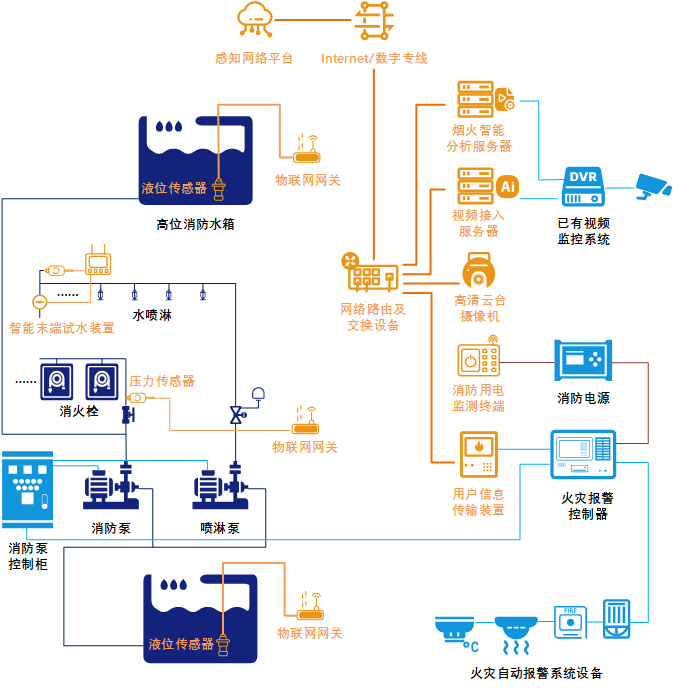 感知网络平台
Internet/数字专线
烟火智能
分析服务器
液位传感器
物联网网关
DVR
Ai
高位消防水箱
视频接入
服务器
已有视频
监控系统
······
水喷淋
智能末端试水装置
网络路由及
交换设备
高清云台
摄像机
······
压力传感器
消火栓
消防用电
监测终端
消防电源
物联网网关
用户信息
传输装置
火灾报警
控制器
消防泵
喷淋泵
消防泵
控制柜
液位传感器
物联网网关
°C
FIRE
火灾自动报警系统设备